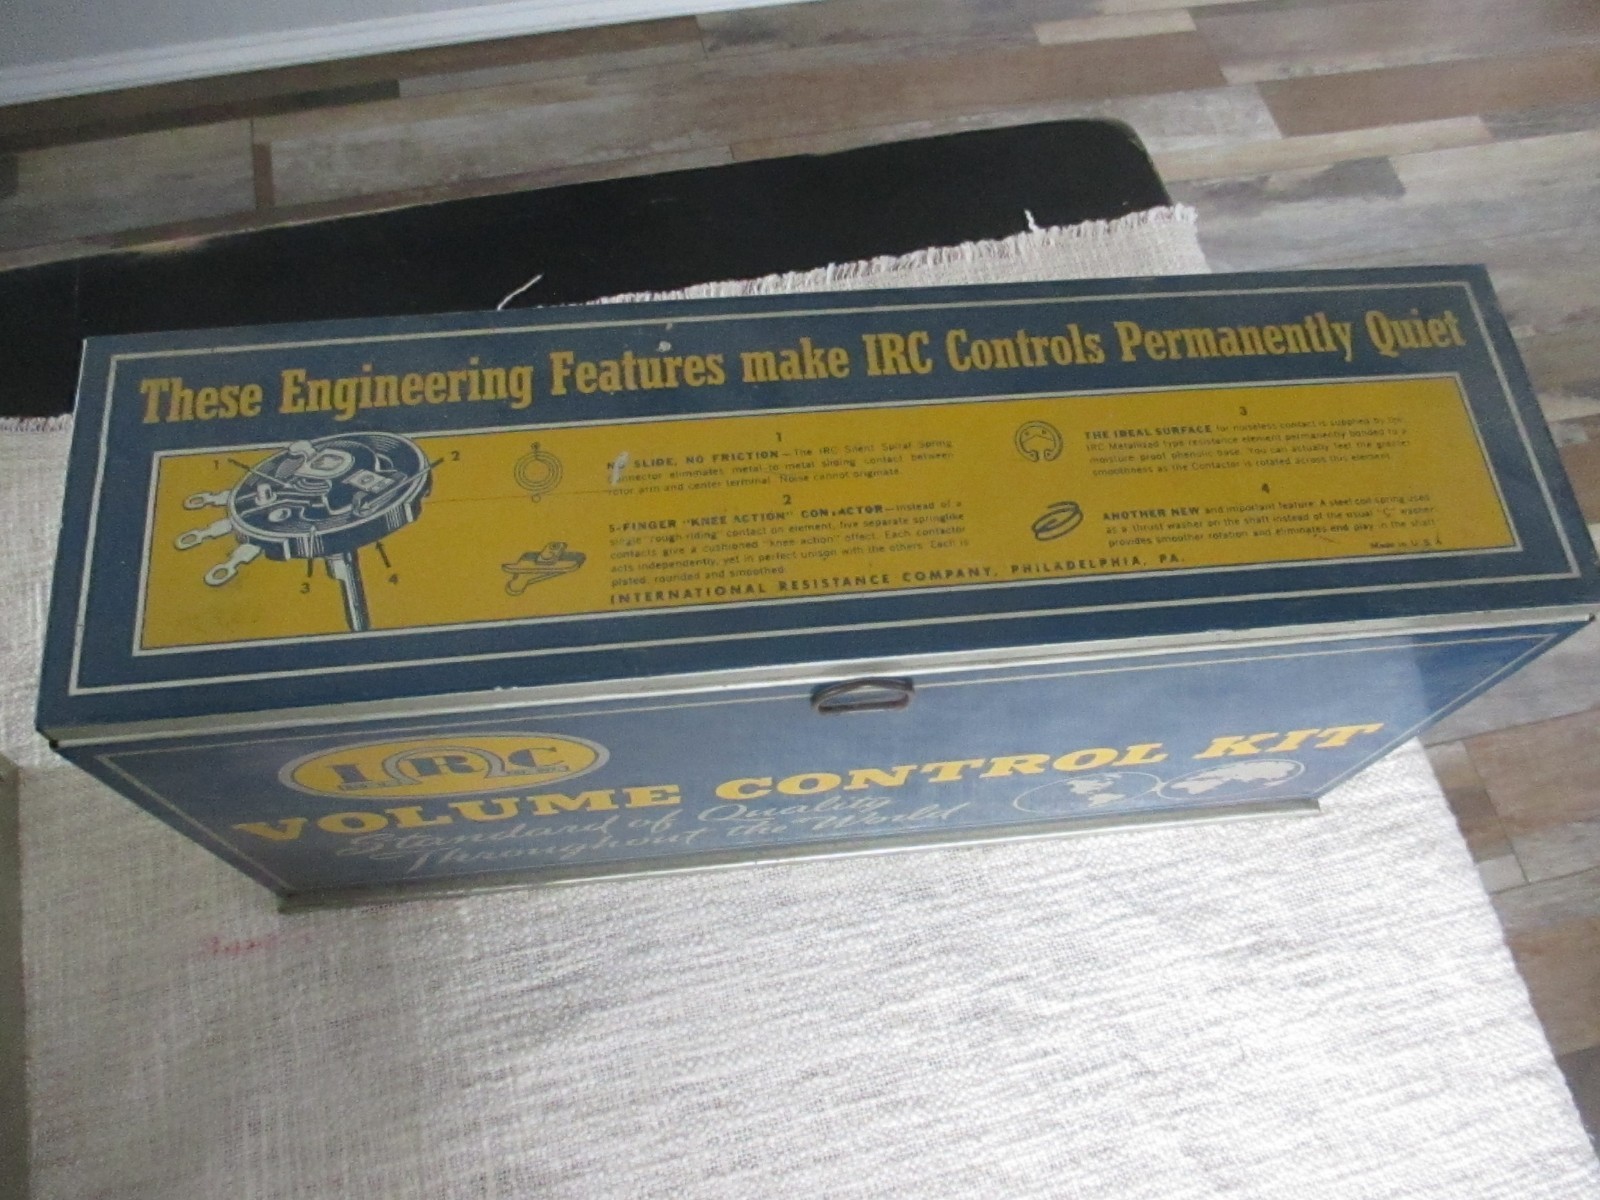 These Engineering Features make IRC Controls Permanently Quiet
1
2
3
4
1
NO SLIDE, NO FRICTION—The IRC Silent Spiral Spring
Connector eliminates metal to metal sliding contact between
rotor arm and center terminal. Noise cannot originate.
2
5-FINGER "KNEE ACTION" CONTACTOR—Instead of a
single "rough riding" contact on element, five separate springlike
contacts give a cushioned "knee action" effect. Each contactor
acts independently, yet in perfect unison with the others. Each is
plated, rounded and smoothed.
3
THE IDEAL SURFACE for noiseless contact is supplied by the
IRC Metallized type resistance element permanently bonded to a
moisture proof phenolic base. You can actually feel the greater
smoothness as the Contactor is rotated across this element.
4
ANOTHER NEW and important feature. A steel coil spring used
as a thrust washer on the shaft instead of the usual "C" washer
provides smoother rotation and eliminates end play in the shaft.
INTERNATIONAL RESISTANCE COMPANY, PHILADELPHIA, PA.
Made in U. S. A.
IRC
VOLUME CONTROL KIT
Standard of Quality
Throughout the World